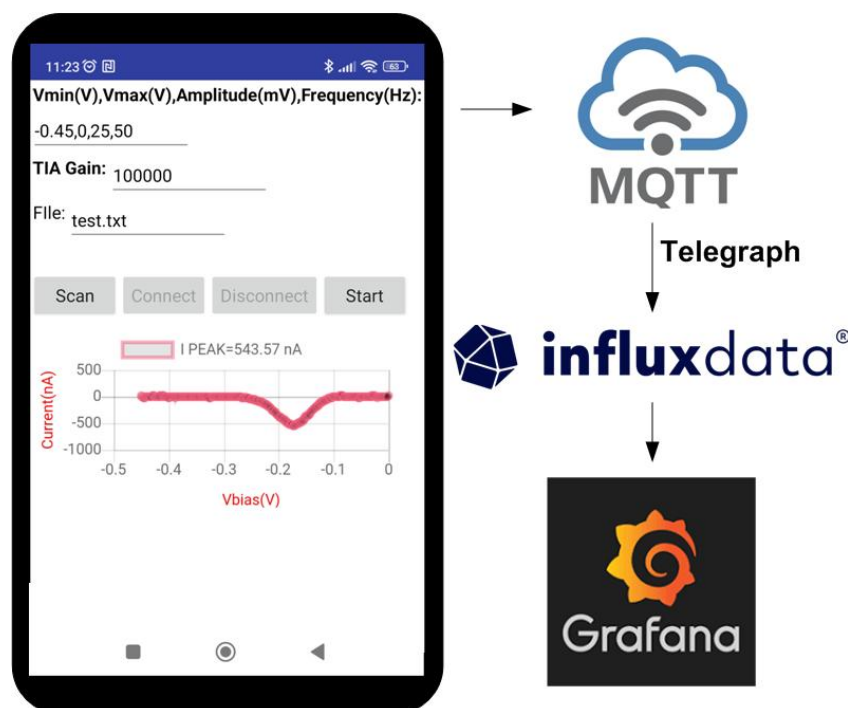 11:23
63
Vmin(V),Vmax(V),Amplitude(mV),Frequency(Hz):
-0.45,0,25,50
TIA Gain: 100000
FIle: test.txt
Scan Connect Disconnect Start
I PEAK=543.57 nA
Current(nA)
500
0
-500
-1000
-0.5 -0.4 -0.3 -0.2 -0.1 0
Vbias(V)
MQTT
Telegraph
influxdata®
Grafana